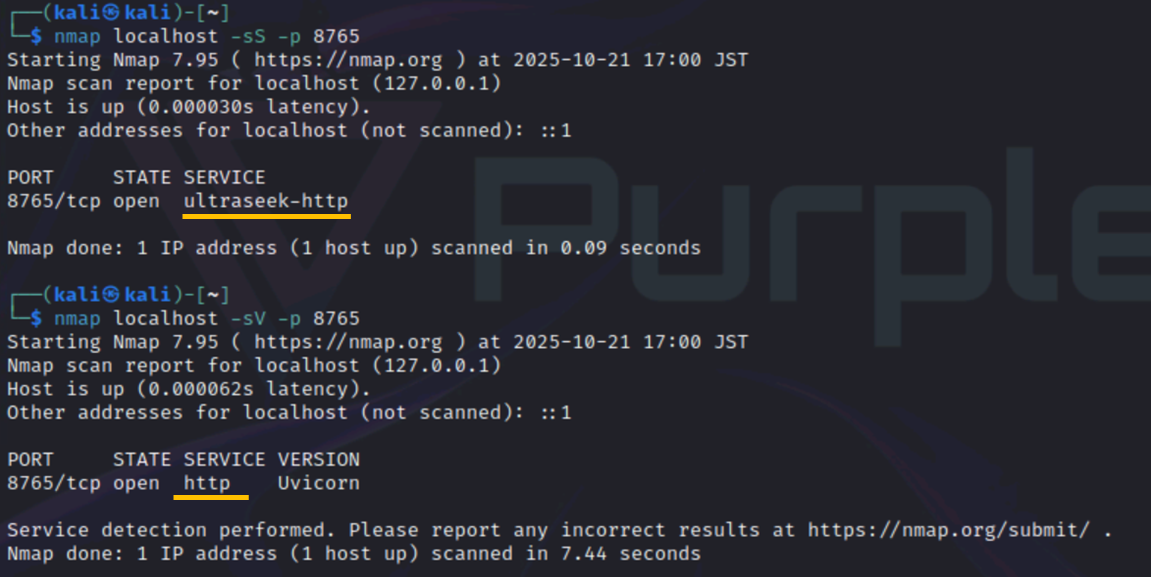 ┌──(kali㉿kali)-[~]
└─$ nmap localhost -sS -p 8765
Starting Nmap 7.95 ( https://nmap.org ) at 2025-10-21 17:00 JST
Nmap scan report for localhost (127.0.0.1)
Host is up (0.000030s latency).
Other addresses for localhost (not scanned): ::1
PORT     STATE SERVICE
8765/tcp open  ultraseek-http
Nmap done: 1 IP address (1 host up) scanned in 0.09 seconds
┌──(kali㉿kali)-[~]
└─$ nmap localhost -sV -p 8765
Starting Nmap 7.95 ( https://nmap.org ) at 2025-10-21 17:00 JST
Nmap scan report for localhost (127.0.0.1)
Host is up (0.000062s latency).
Other addresses for localhost (not scanned): ::1
PORT     STATE SERVICE VERSION
8765/tcp open  http    Uvicorn
Service detection performed. Please report any incorrect results at https://nmap.org/submit/ .
Nmap done: 1 IP address (1 host up) scanned in 7.44 seconds
Purple